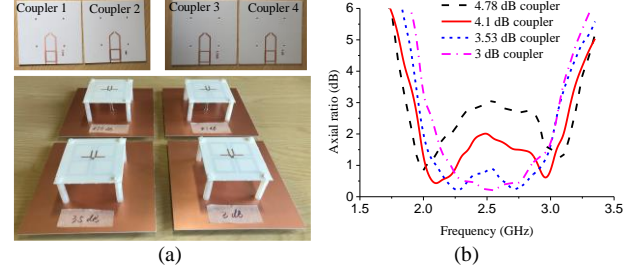 Coupler 1
Coupler 2
Coupler 3
Coupler 4
3.5 dB
3 dB
(a)
Axial ratio (dB)
6
5
4
3
2
1
0
4.78 dB coupler
4.1 dB coupler
3.53 dB coupler
3 dB coupler
1.5
2.0
2.5
3.0
3.5
Frequency (GHz)
(b)